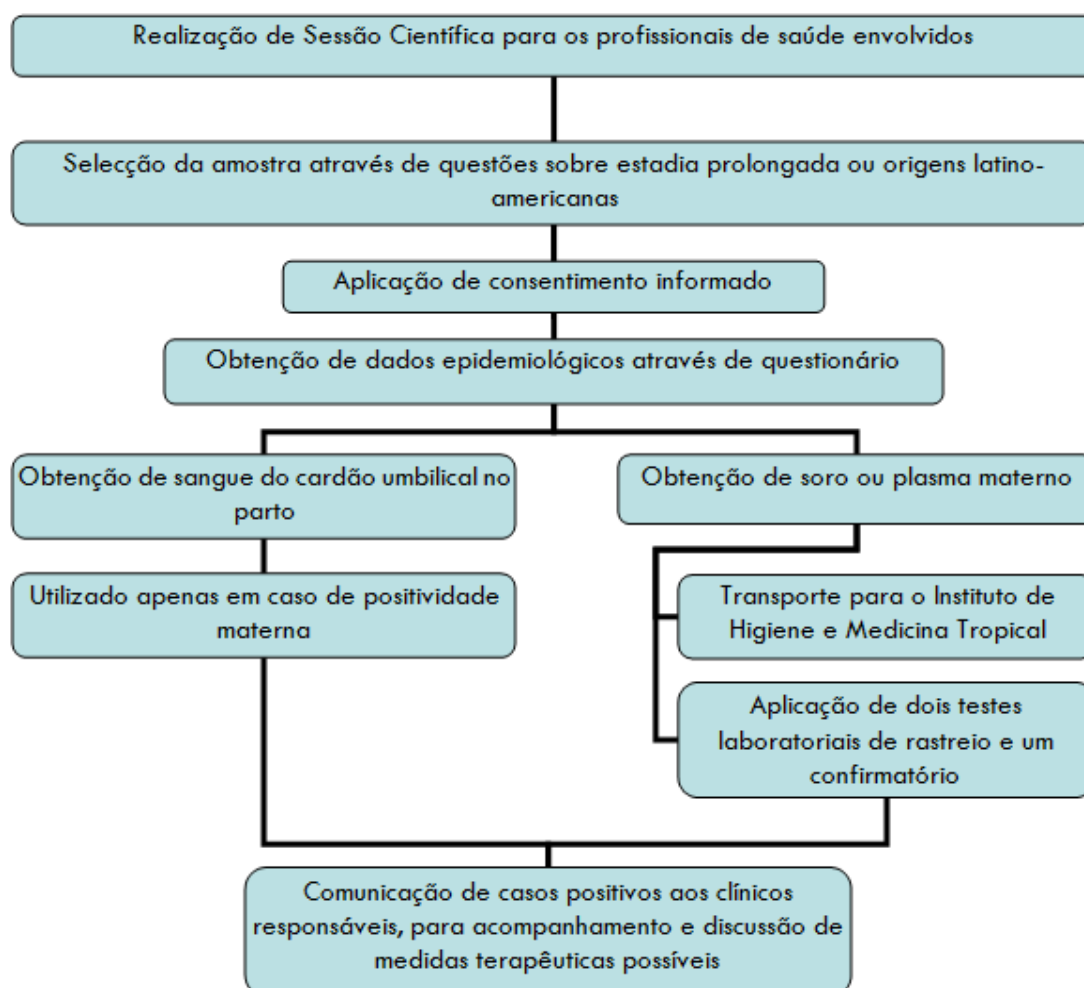 Realização de Sessão Científica para os profissionais de saúde envolvidos
Selecção da amostra através de questões sobre estadia prolongada ou origens latino-
americanas
Aplicação de consentimento informado
Obtenção de dados epidemiológicos através de questionário
Obtenção de sangue do cardão umbilical no
parto
Utilizado apenas em caso de positividade
materna
Obtenção de soro ou plasma materno
Transporte para o Instituto de
Higiene e Medicina Tropical
Aplicação de dois testes
laboratoriais de rastreio e um
confirmatório
Comunicação de casos positivos aos clínicos
responsáveis, para acompanhamento e discussão de
medidas terapêuticas possíveis